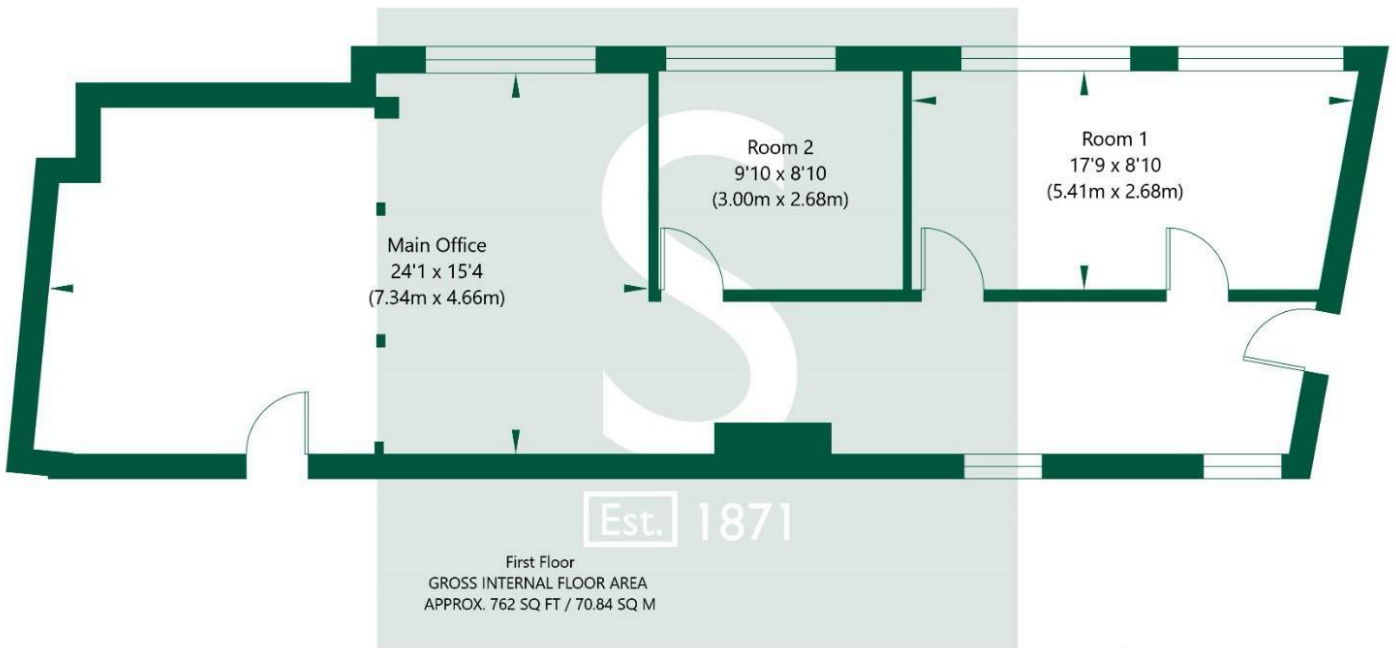 Room 2
9'10 x 8'10
(3.00m x 2.68m)
Room 1
17'9 x 8'10
(5.41m x 2.68m)
Main Office
24'1 x 15'4
(7.34m x 4.66m)
S
Est. 1871
First Floor
GROSS INTERNAL FLOOR AREA
APPROX. 762 SQ FT / 70.84 SQ M